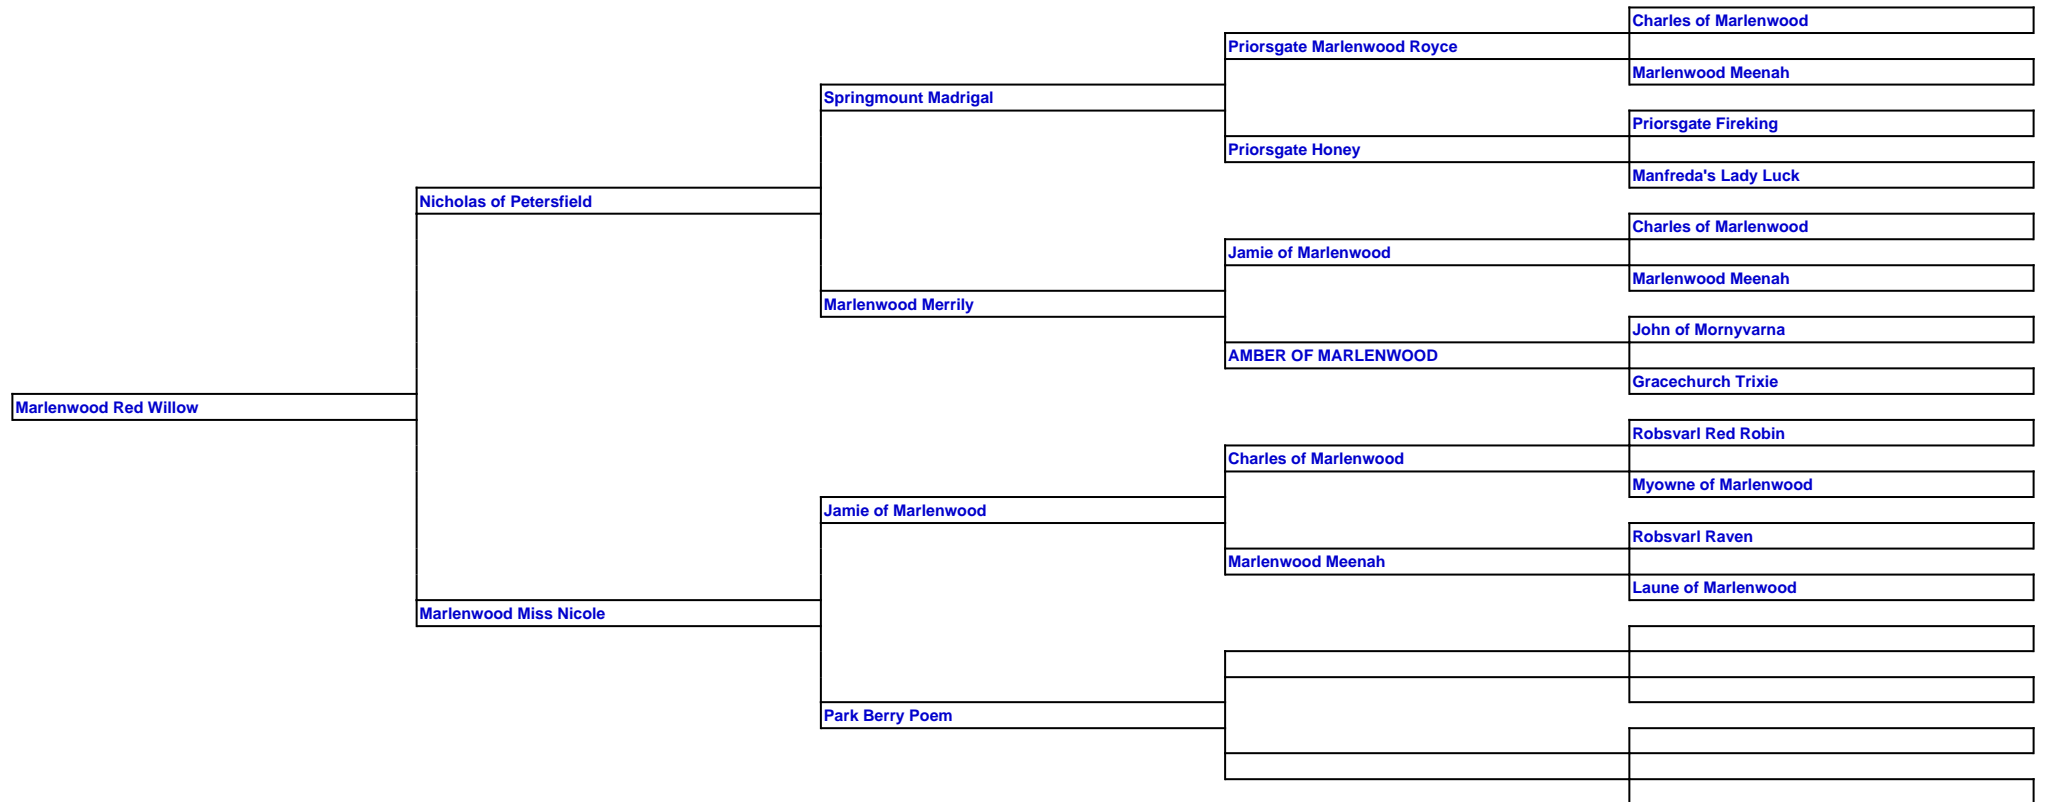 Charles of Marlenwood
Priorsgate Marlenwood Royce
Marlenwood Meenah
Springmount Madrigal
Priorsgate Fireking
Priorsgate Honey
Manfreda's Lady Luck
Nicholas of Petersfield
Charles of Marlenwood
Jamie of Marlenwood
Marlenwood Meenah
Marlenwood Merrily
John of Mornyvarna
AMBER OF MARLENWOOD
Gracechurch Trixie
Marlenwood Red Willow
Robsvarl Red Robin
Charles of Marlenwood
Myowne of Marlenwood
Jamie of Marlenwood
Robsvarl Raven
Marlenwood Meenah
Laune of Marlenwood
Marlenwood Miss Nicole
Park Berry Poem